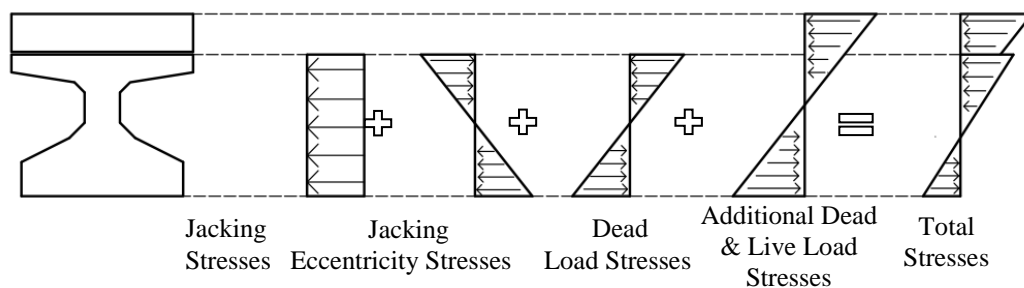 Jacking
Stresses
Jacking
Eccentricity Stresses
Dead
Load Stresses
Additional Dead
& Live Load
Stresses
Total
Stresses